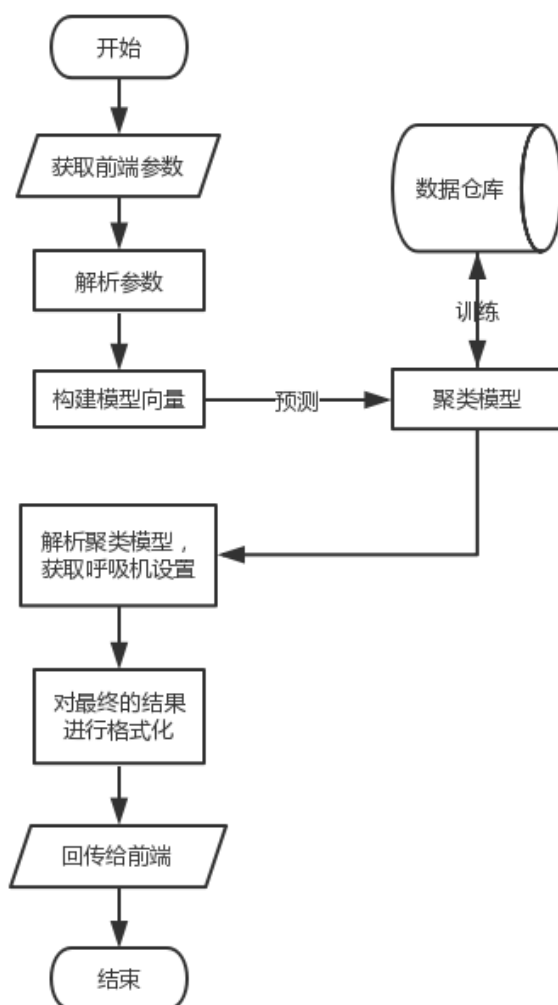 开始
获取前端参数
数据仓库
解析参数
训练
构建模型向量
预测
聚类模型
解析聚类模型，
获取呼吸机设置
对最终的结果
进行格式化
回传给前端
结束